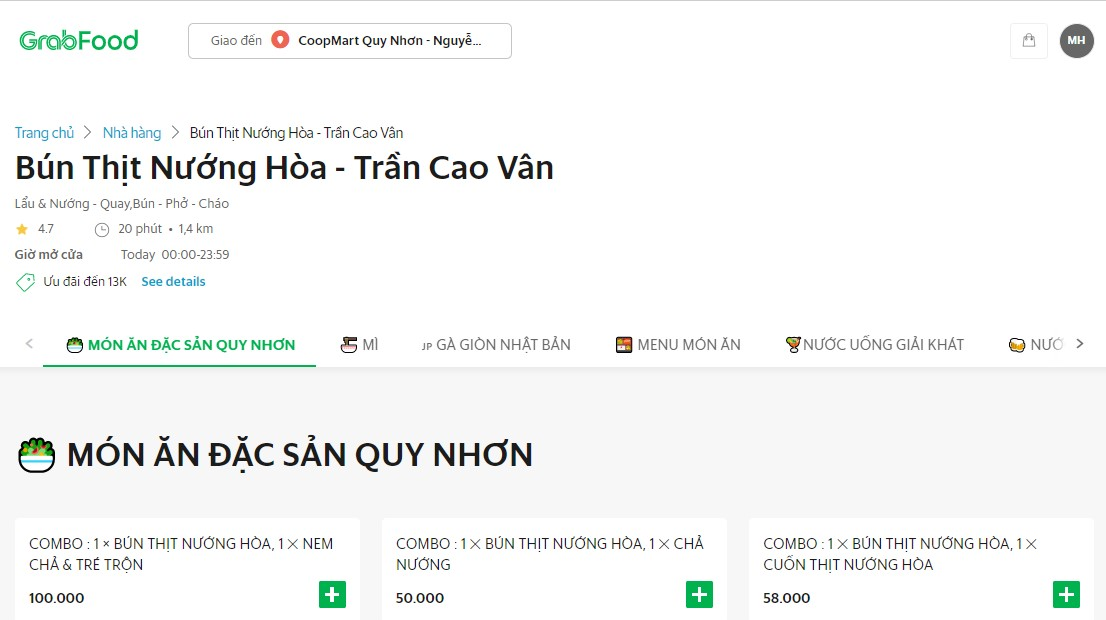 GrabFood
Giao đến CoopMart Quy Nhơn - Nguyễ...
MH
Trang chủ > Nhà hàng > Bún Thịt Nướng Hòa - Trần Cao Vân
Bún Thịt Nướng Hòa - Trần Cao Vân
Lẩu & Nướng - Quay,Bún - Phở - Cháo
4.7 20 phút • 1,4 km
Giờ mở cửa Today 00:00-23:59
Ưu đãi đến 13K See details
< MÓN ĂN ĐẶC SẢN QUY NHƠN MÌ JP GÀ GIÒN NHẬT BẢN MENU MÓN ĂN NƯỚC UỐNG GIẢI KHÁT NƯỚ >
MÓN ĂN ĐẶC SẢN QUY NHƠN
COMBO : 1 × BÚN THỊT NƯỚNG HÒA, 1 × NEM
CHẢ & TRÉ TRỘN
100.000
COMBO : 1 × BÚN THỊT NƯỚNG HÒA, 1 × CHẢ
NƯỚNG
50.000
COMBO : 1 × BÚN THỊT NƯỚNG HÒA, 1 ×
CUỐN THỊT NƯỚNG HÒA
58.000